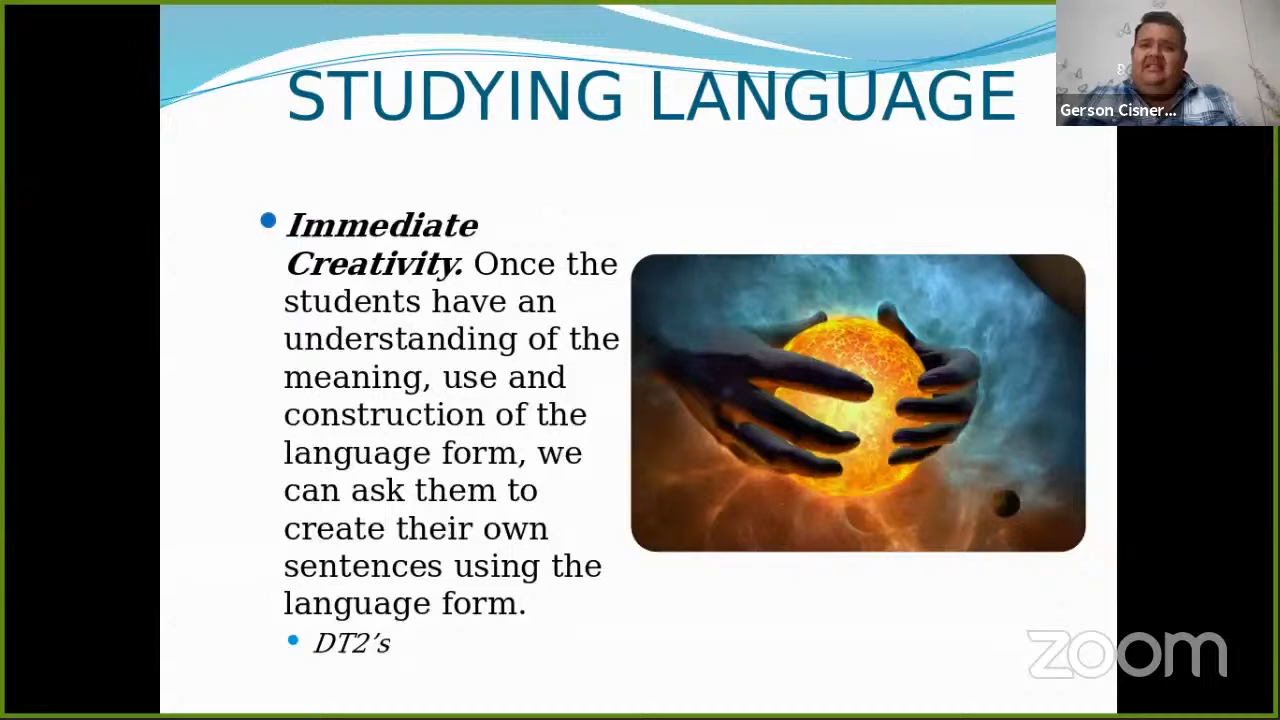 STUDYING LANGUAGE
Gerson Cisner...
Immediate
Creativity. Once the
students have an
understanding of the
meaning, use and
construction of the
language form, we
can ask them to
create their own
sentences using the
language form.
DT2’s
zoom